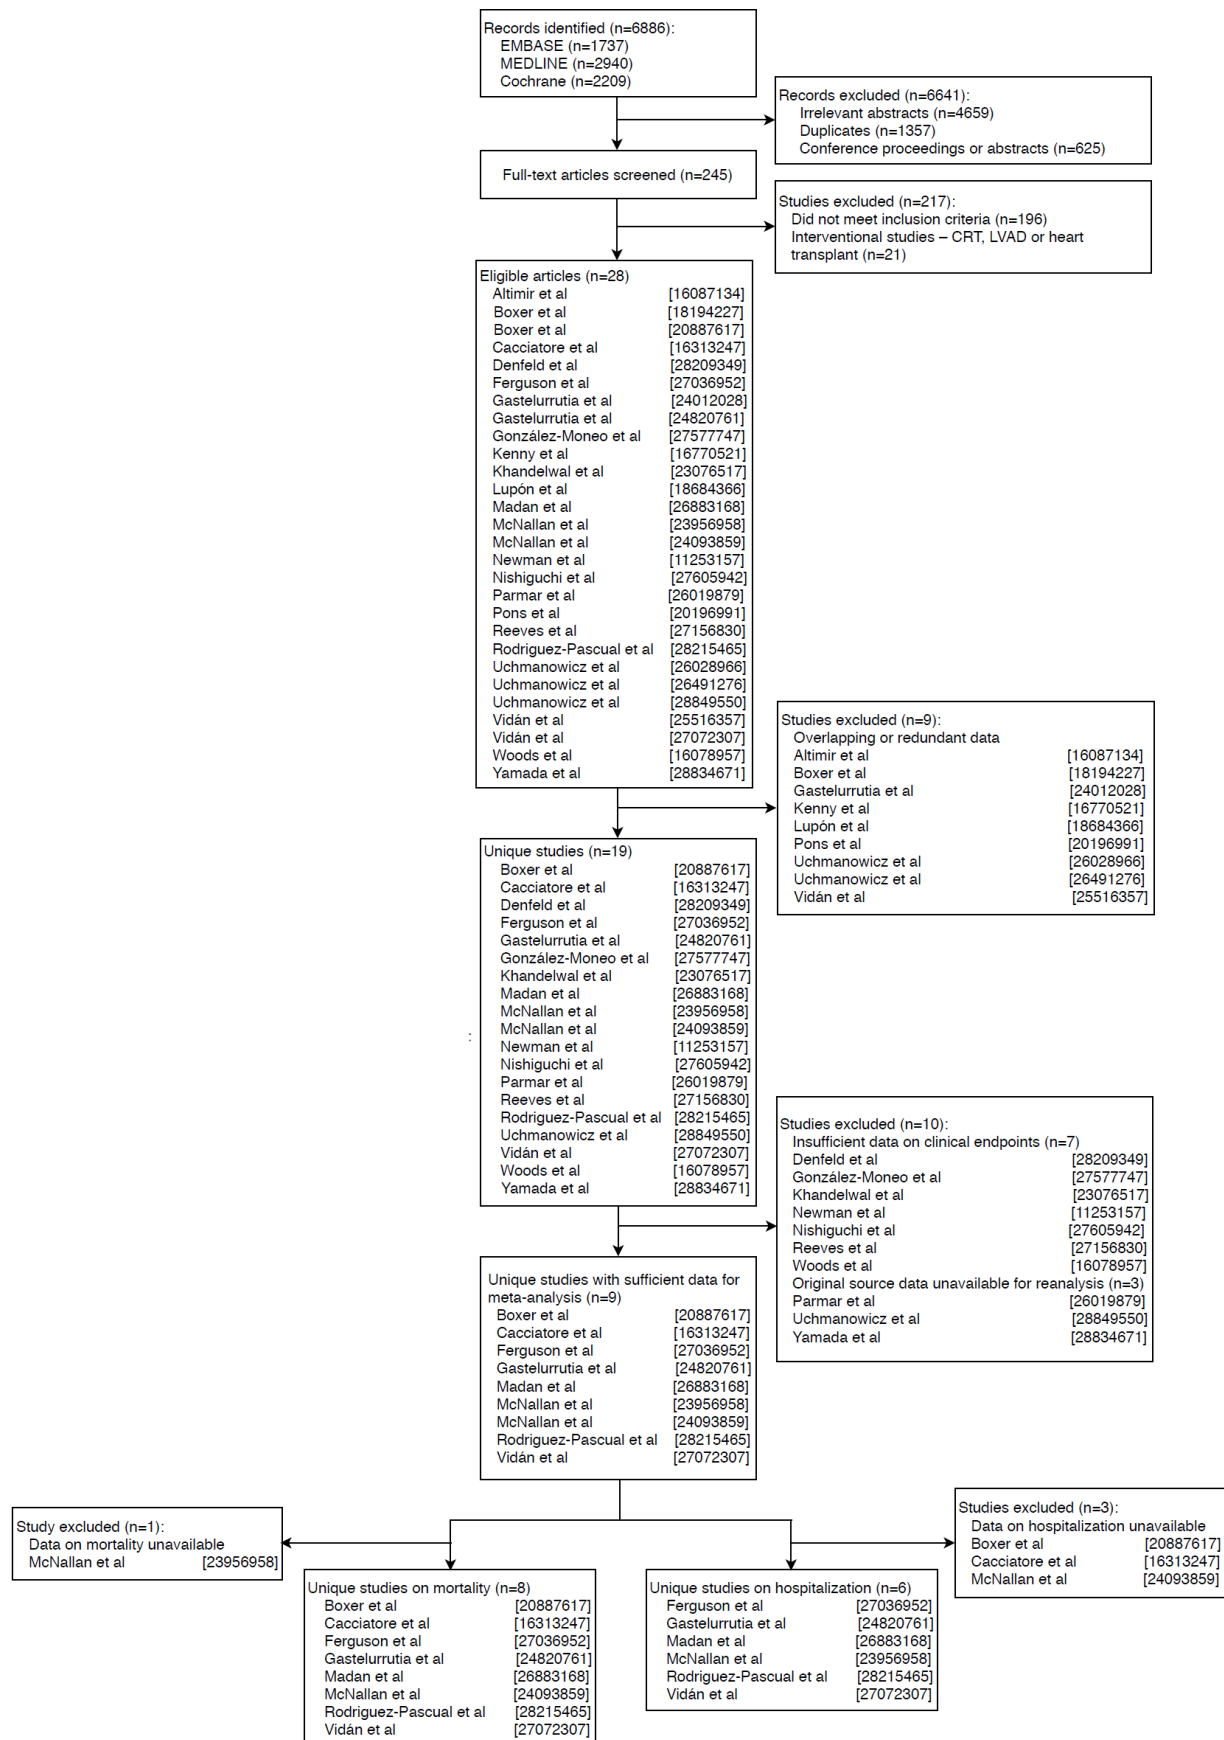 Records identified (n=6886):
EMBASE (n=1737)
MEDLINE (n=2940)
Cochrane (n=2209)
Records excluded (n=6641):
Irrelevant abstracts (n=4659)
Duplicates (n=1357)
Conference proceedings or abstracts (n=625)
Full-text articles screened (n=245)
Studies excluded (n=217):
Did not meet inclusion criteria (n=196)
Interventional studies – CRT, LVAD or heart
transplant (n=21)
Eligible articles (n=28)
Altimir et al [16087134]
Boxer et al [18194227]
Boxer et al [20887617]
Cacciatore et al [16313247]
Denfeld et al [28209349]
Ferguson et al [27036952]
Gastelurrutia et al [24012028]
Gastelurrutia et al [24820761]
González-Moneo et al [27577747]
Kenny et al [16770521]
Khandelwal et al [23076517]
Lupón et al [18684366]
Madan et al [26883168]
McNallan et al [23956958]
McNallan et al [24093859]
Newman et al [11253157]
Nishiguchi et al [27605942]
Parmar et al [26019879]
Pons et al [20196991]
Reeves et al [27156830]
Rodriguez-Pascual et al [28215465]
Uchmanowicz et al [26028966]
Uchmanowicz et al [26491276]
Uchmanowicz et al [28849550]
Vidán et al [25516357]
Vidán et al [27072307]
Woods et al [16078957]
Yamada et al [28834671]
Studies excluded (n=9):
Overlapping or redundant data
Altimir et al [16087134]
Boxer et al [18194227]
Gastelurrutia et al [24012028]
Kenny et al [16770521]
Lupón et al [18684366]
Pons et al [20196991]
Uchmanowicz et al [26028966]
Uchmanowicz et al [26491276]
Vidán et al [25516357]
Unique studies (n=19)
Boxer et al [20887617]
Cacciatore et al [16313247]
Denfeld et al [28209349]
Ferguson et al [27036952]
Gastelurrutia et al [24820761]
González-Moneo et al [27577747]
Khandelwal et al [23076517]
Madan et al [26883168]
McNallan et al [23956958]
McNallan et al [24093859]
Newman et al [11253157]
Nishiguchi et al [27605942]
Parmar et al [26019879]
Reeves et al [27156830]
Rodriguez-Pascual et al [28215465]
Uchmanowicz et al [28849550]
Vidán et al [27072307]
Woods et al [16078957]
Yamada et al [28834671]
:
Studies excluded (n=10):
Insufficient data on clinical endpoints (n=7)
Denfeld et al [28209349]
González-Moneo et al [27577747]
Khandelwal et al [23076517]
Newman et al [11253157]
Nishiguchi et al [27605942]
Reeves et al [27156830]
Woods et al [16078957]
Original source data unavailable for reanalysis (n=3)
Parmar et al [26019879]
Uchmanowicz et al [28849550]
Yamada et al [28834671]
Unique studies with sufficient data for
meta-analysis (n=9)
Boxer et al [20887617]
Cacciatore et al [16313247]
Ferguson et al [27036952]
Gastelurrutia et al [24820761]
Madan et al [26883168]
McNallan et al [23956958]
McNallan et al [24093859]
Rodriguez-Pascual et al [28215465]
Vidán et al [27072307]
Study excluded (n=1):
Data on mortality unavailable
McNallan et al [23956958]
Studies excluded (n=3):
Data on hospitalization unavailable
Boxer et al [20887617]
Cacciatore et al [16313247]
McNallan et al [24093859]
Unique studies on mortality (n=8)
Boxer et al [20887617]
Cacciatore et al [16313247]
Ferguson et al [27036952]
Gastelurrutia et al [24820761]
Madan et al [26883168]
McNallan et al [24093859]
Rodriguez-Pascual et al [28215465]
Vidán et al [27072307]
Unique studies on hospitalization (n=6)
Ferguson et al [27036952]
Gastelurrutia et al [24820761]
Madan et al [26883168]
McNallan et al [23956958]
Rodriguez-Pascual et al [28215465]
Vidán et al [27072307]